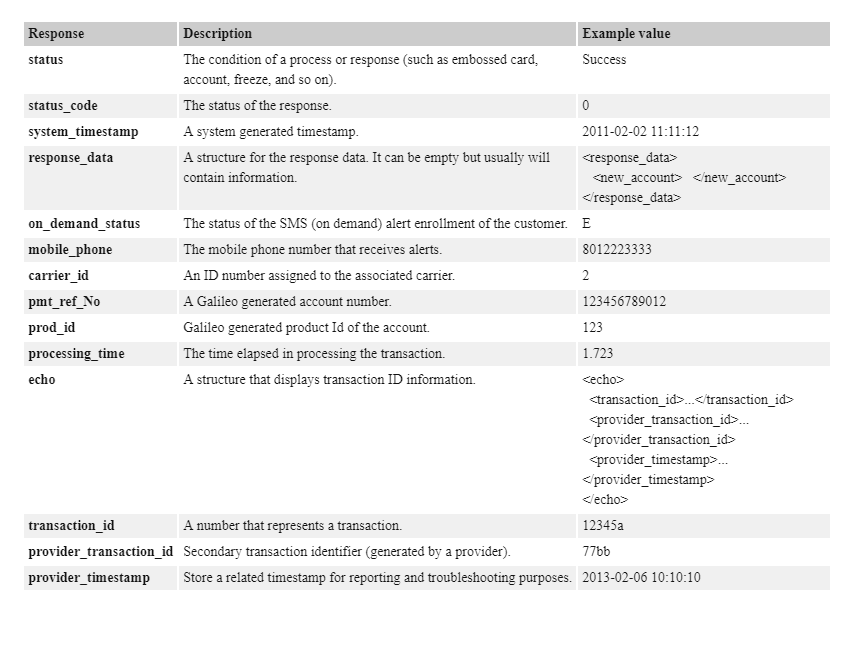 Response Description Example value
status The condition of a process or response (such as embossed card, Success
account, freeze, and so on).
status_code The status of the response. 0
system_timestamp A system generated timestamp. 2011-02-02 11:11:12
response_data A structure for the response data. It can be empty but usually will <response_data>
contain information. <new_account> </new_account>
</response_data>
on_demand_status The status of the SMS (on demand) alert enrollment of the customer. E
mobile_phone The mobile phone number that receives alerts. 8012223333
carrier_id An ID number assigned to the associated carrier. 2
pmt_ref_No A Galileo generated account number. 123456789012
prod_id Galileo generated product Id of the account. 123
processing_time The time elapsed in processing the transaction. 1.723
echo A structure that displays transaction ID information. <echo>
<transaction_id>...</transaction_id>
<provider_transaction_id>...
</provider_transaction_id>
<provider_timestamp>...
</provider_timestamp>
</echo>
transaction_id A number that represents a transaction. 12345a
provider_transaction_id Secondary transaction identifier (generated by a provider). 77bb
provider_timestamp Store a related timestamp for reporting and troubleshooting purposes. 2013-02-06 10:10:10